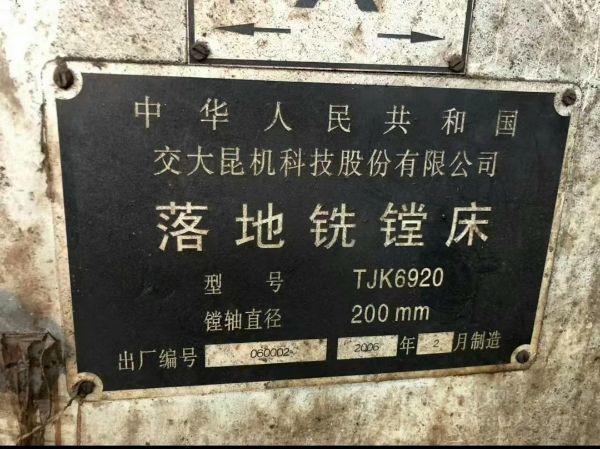 中华人民共和国
交大昆机科技股份有限公司
落地铣镗床
型号 TJK6920
镗轴直径 200mm
出厂编号 060002 2006 年 2 月制造